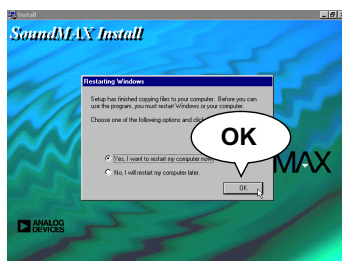 Install
SoundMAX Install
Restarting Windows
Setup has finished copying files to your computer. Before you can
use the program, you must restart Windows or your computer.
Choose one of the following options and click
OK
Yes, I want to restart my computer now.
No, I will restart my computer later.
OK
MAX
ANALOG
DEVICES